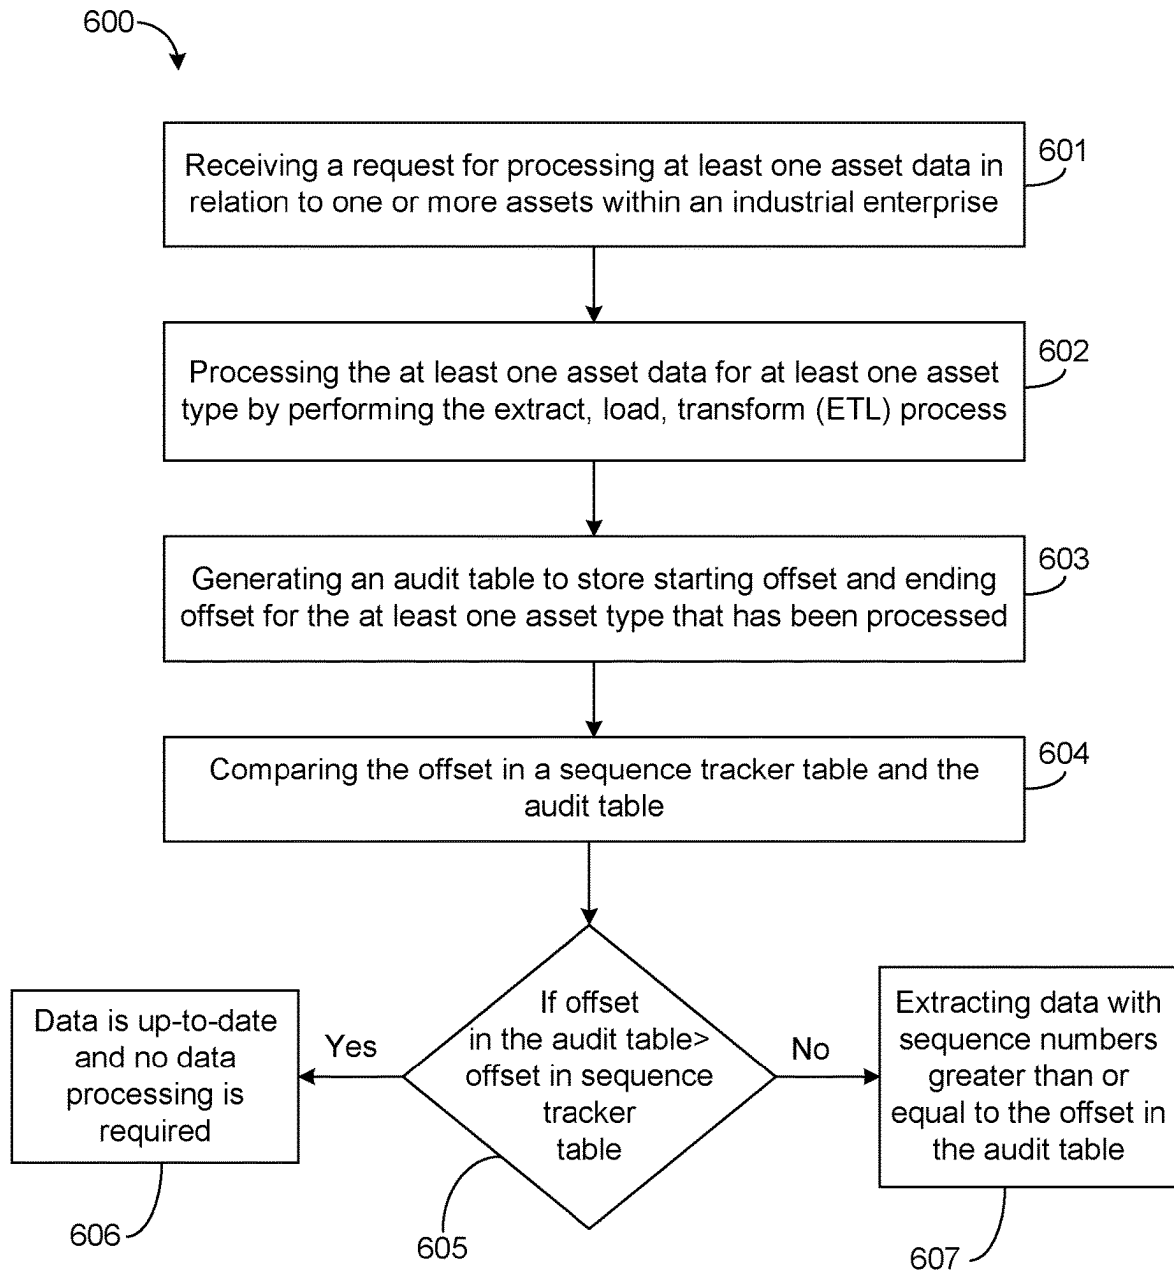 600
Receiving a request for processing at least one asset data in
relation to one or more assets within an industrial enterprise
601
Processing the at least one asset data for at least one asset
type by performing the extract, load, transform (ETL) process
602
Generating an audit table to store starting offset and ending
offset for the at least one asset type that has been processed
603
Comparing the offset in a sequence tracker table and the
audit table
604
If offset
in the audit table>
offset in sequence
tracker
table
605
Yes
Data is up-to-date
and no data
processing is
required
606
No
Extracting data with
sequence numbers
greater than or
equal to the offset in
the audit table
607